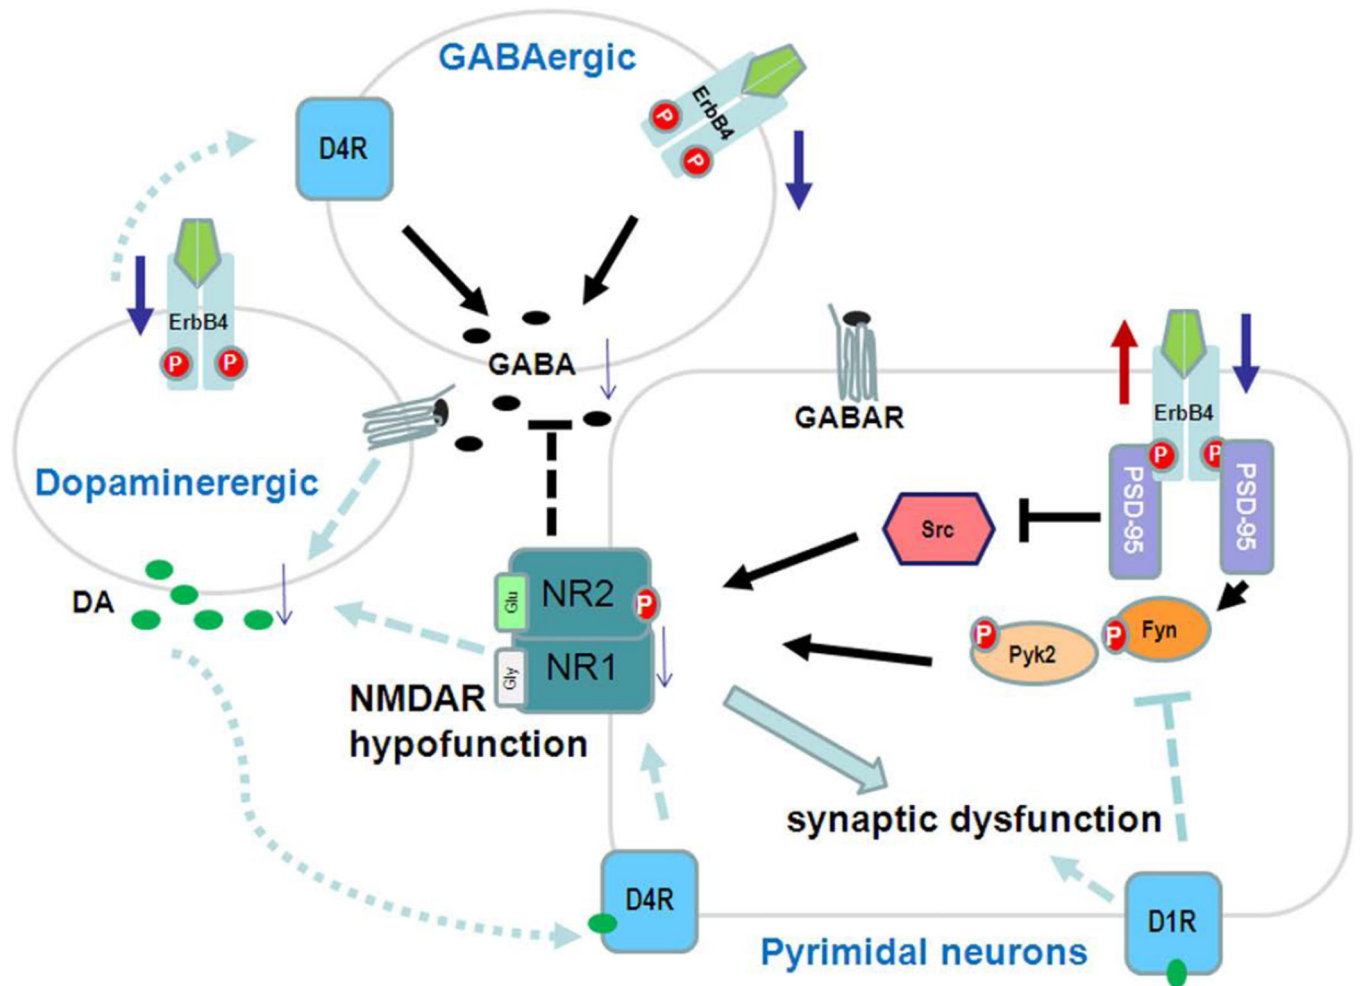 GABAergic
ErbB4
P
P
D4R
ErbB4
P
P
GABA
GABAR
Dopaminerergic
DA
ErbB4
P
P
PSD-95
PSD-95
Src
Fyn
P
Pyk2
P
Glu
NR2
P
Gly
NR1
NMDAR
hypofunction
synaptic dysfunction
D4R
D1R
Pyrimidal neurons